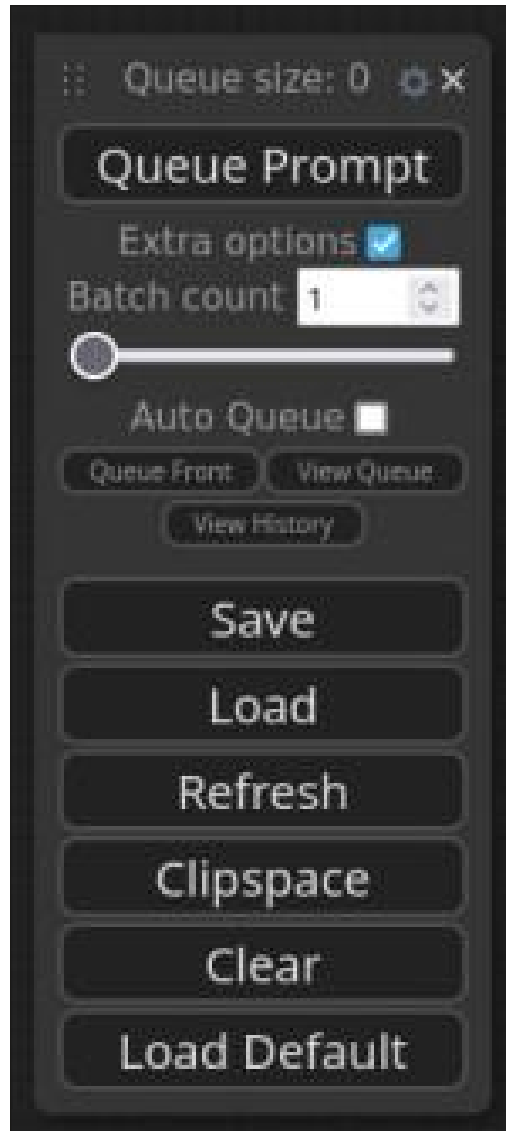 Queue size: 0
Queue Prompt
Extra options
Batch count 1
Auto Queue
Queue Front View Queue
View History
Save
Load
Refresh
Clipspace
Clear
Load Default